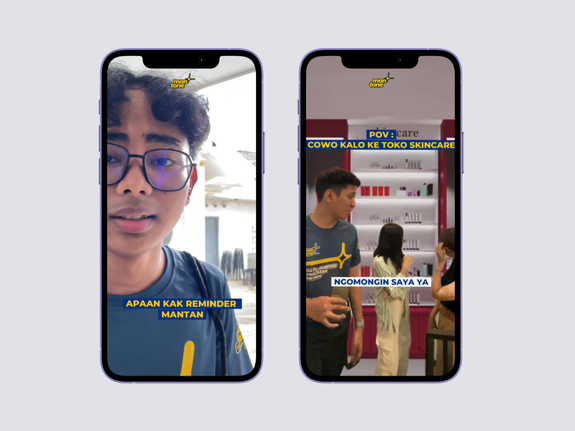 man
tone
APAAN KAK REMINDER
MANTAN
man
tone
POV :
care
COWO KALO KE TOKO SKINCARE
NGOMONGIN SAYA YA